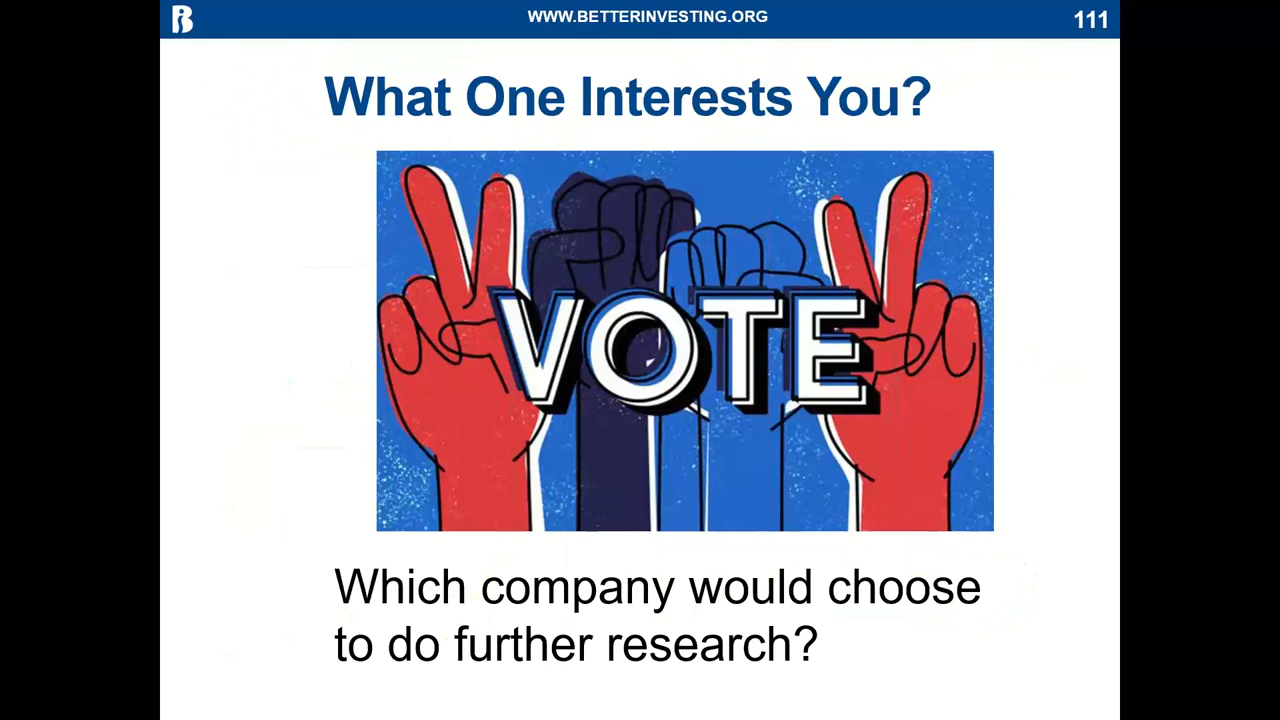 WWW.BETTERINVESTING.ORG
111
What One Interests You?
VOTE
Which company would choose
to do further research?